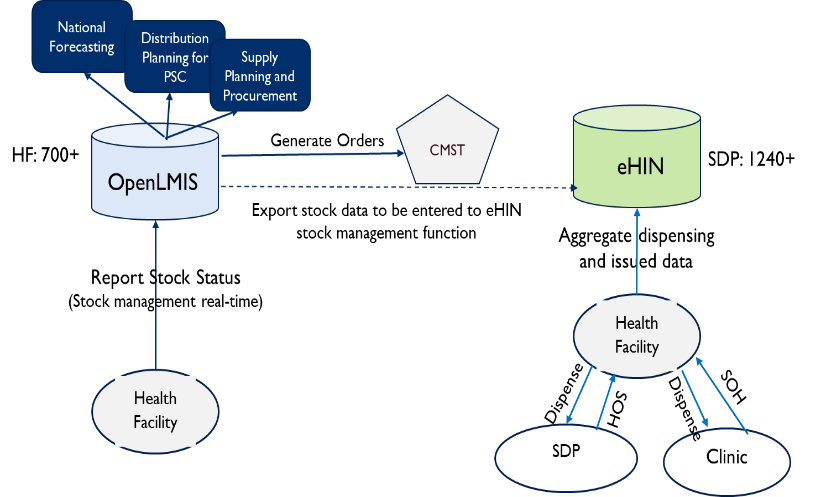 National
Forecasting
Distribution
Planning for
PSC
Supply
Planning and
Procurement
HF: 700+
OpenLMIS
Generate Orders
CMST
eHIN
SDP: 1240+
Export stock data to be entered to eHIN
stock management function
Aggregate dispensing
and issued data
Report Stock Status
(Stock management real-time)
Health
Facility
Health
Facility
Dispense
SOH
Dispense
SOH
SDP
Clinic